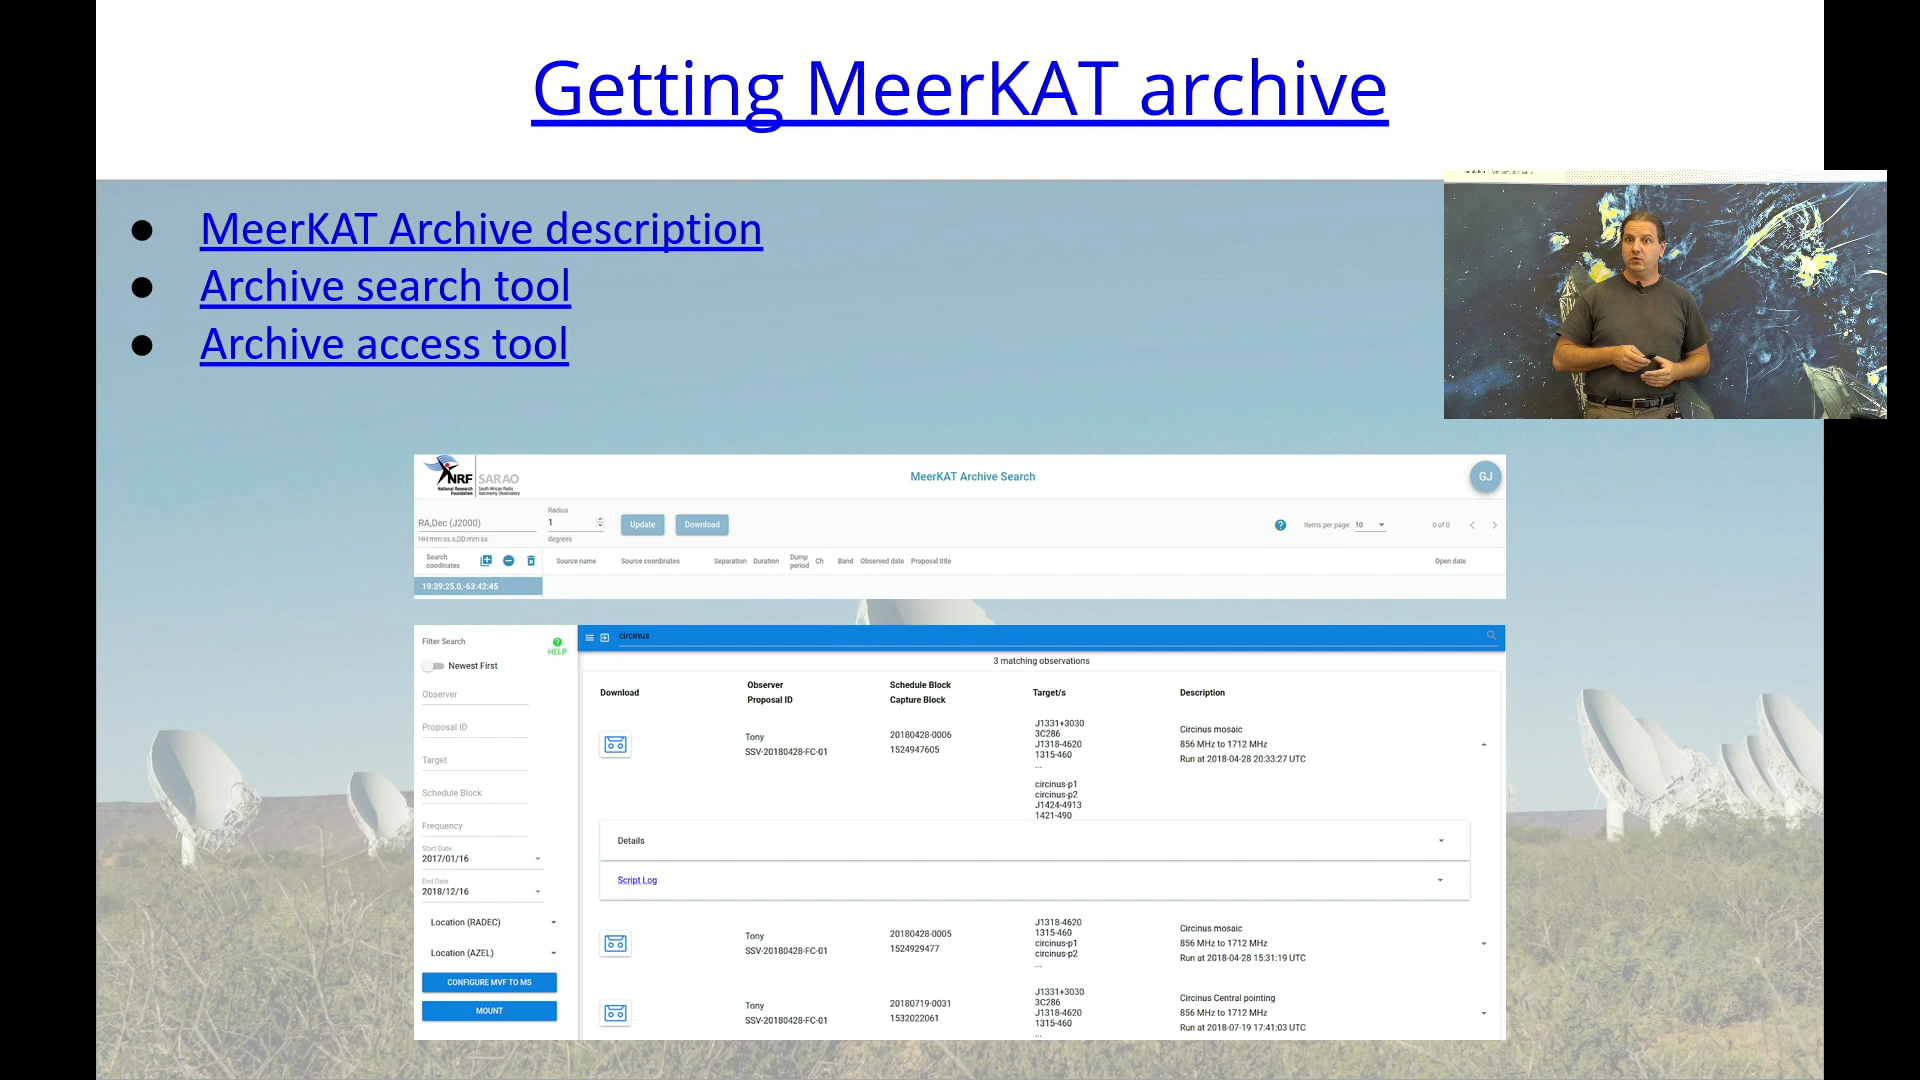 Getting MeerKAT archive
MeerKAT Archive description
Archive search tool
Archive access tool
NRF SARAO
National Research Foundation
South African Radio Astronomy Observatory
MeerKAT Archive Search
GJ
RA,Dec (J2000)
HH:mm:ss.s,DD:mm:ss
Radius
1
degrees
Update
Download
Items per page: 10
0 of 0
Search coodinates
Source name
Source coordinates
Separation
Duration
Dump period
Ch
Band
Observed date
Proposal title
Open date
19:39:25.0,-63:42:45
Filter Search
HELP
Newest First
Observer
Proposal ID
Target
Schedule Block
Frequency
Start Date
2017/01/16
End Date
2018/12/16
Location (RADEC)
Location (AZEL)
CONFIGURE MVF TO MS
MOUNT
circinus
3 matching observations
Download
Observer
Proposal ID
Schedule Block
Capture Block
Target/s
Description
Tony
SSV-20180428-FC-01
20180428-0006
1524947605
J1331+3030
3C286
J1318-4620
1315-460
...
circinus-p1
circinus-p2
J1424-4913
1421-490
Circinus mosaic
856 MHz to 1712 MHz
Run at 2018-04-28 20:33:27 UTC
Details
Script Log
Tony
SSV-20180428-FC-01
20180428-0005
1524929477
J1318-4620
1315-460
circinus-p1
circinus-p2
...
Circinus mosaic
856 MHz to 1712 MHz
Run at 2018-04-28 15:31:19 UTC
Tony
SSV-20180428-FC-01
20180719-0031
1532022061
J1331+3030
3C286
J1318-4620
1315-460
...
Circinus Central pointing
856 MHz to 1712 MHz
Run at 2018-07-19 17:41:03 UTC